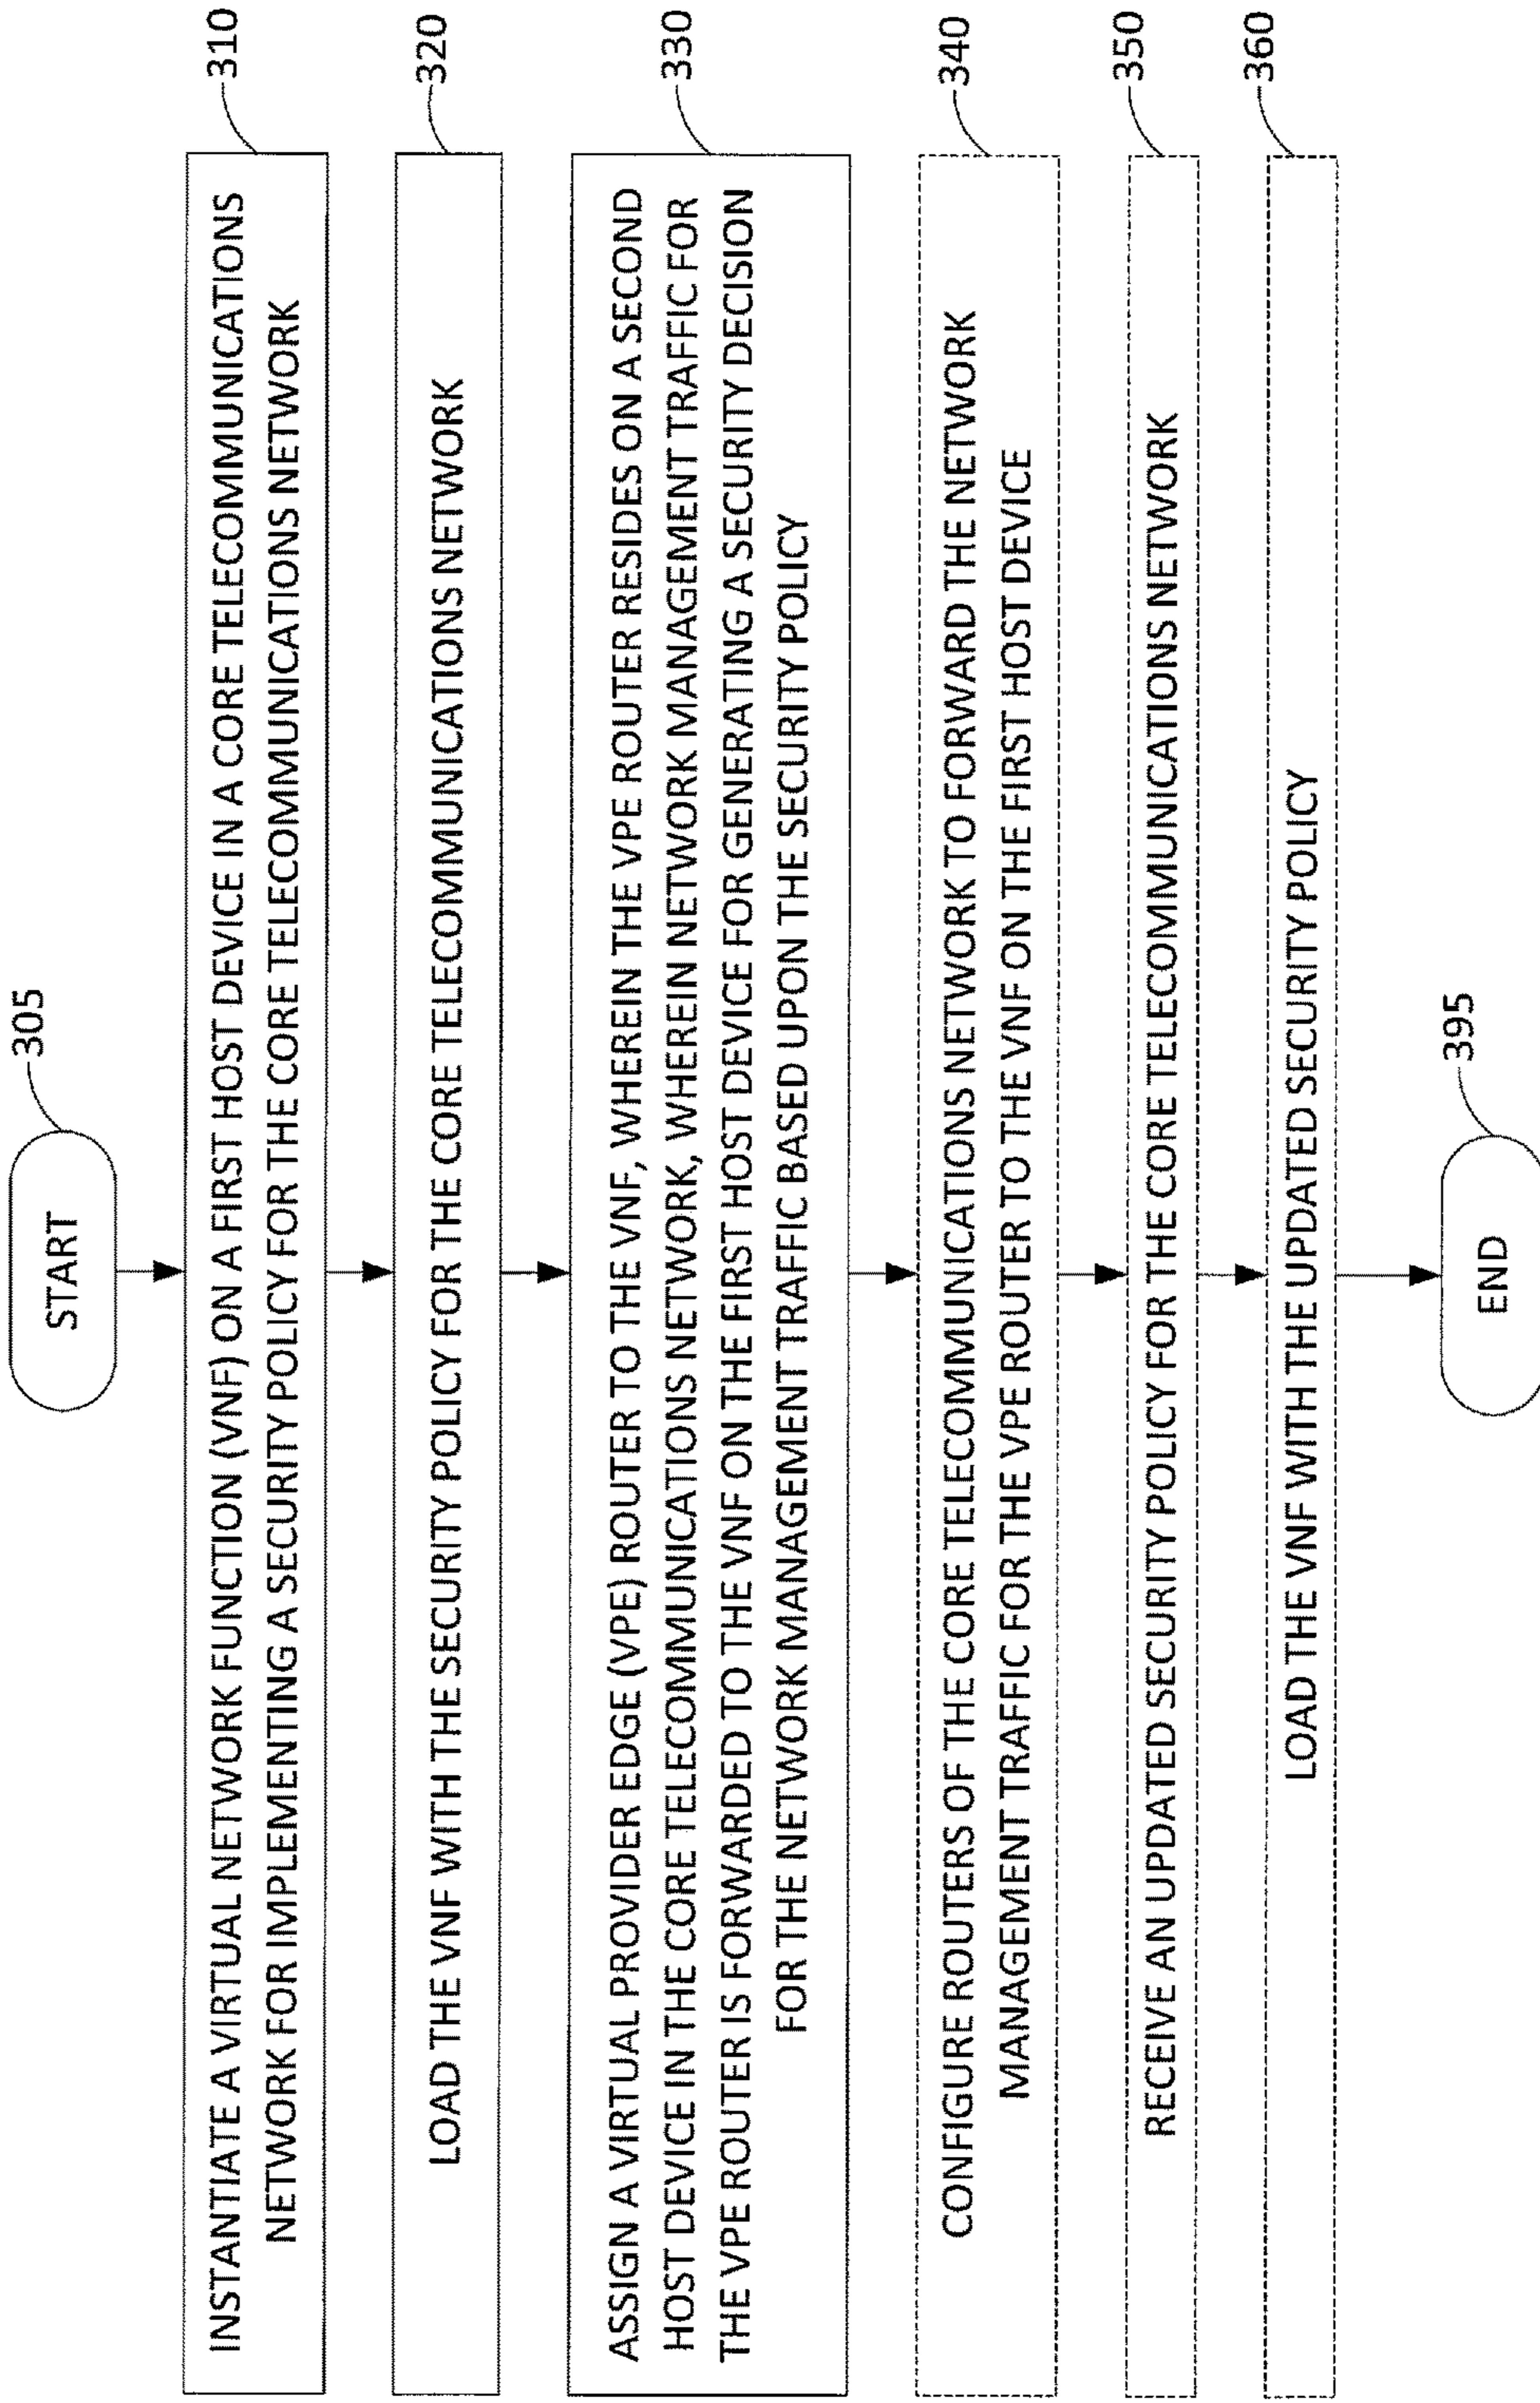 START
305
INSTANTIATE A VIRTUAL NETWORK FUNCTION (VNF) ON A FIRST HOST DEVICE IN A CORE TELECOMMUNICATIONS
NETWORK FOR IMPLEMENTING A SECURITY POLICY FOR THE CORE TELECOMMUNICATIONS NETWORK
310
LOAD THE VNF WITH THE SECURITY POLICY FOR THE CORE TELECOMMUNICATIONS NETWORK
320
ASSIGN A VIRTUAL PROVIDER EDGE (VPE) ROUTER TO THE VNF, WHEREIN THE VPE ROUTER RESIDES ON A SECOND
HOST DEVICE IN THE CORE TELECOMMUNICATIONS NETWORK, WHEREIN NETWORK MANAGEMENT TRAFFIC FOR
THE VPE ROUTER IS FORWARDED TO THE VNF ON THE FIRST HOST DEVICE FOR GENERATING A SECURITY DECISION
FOR THE NETWORK MANAGEMENT TRAFFIC BASED UPON THE SECURITY POLICY
330
CONFIGURE ROUTERS OF THE CORE TELECOMMUNICATIONS NETWORK TO FORWARD THE NETWORK
MANAGEMENT TRAFFIC FOR THE VPE ROUTER TO THE VNF ON THE FIRST HOST DEVICE
340
RECEIVE AN UPDATED SECURITY POLICY FOR THE CORE TELECOMMUNICATIONS NETWORK
350
LOAD THE VNF WITH THE UPDATED SECURITY POLICY
360
END
395